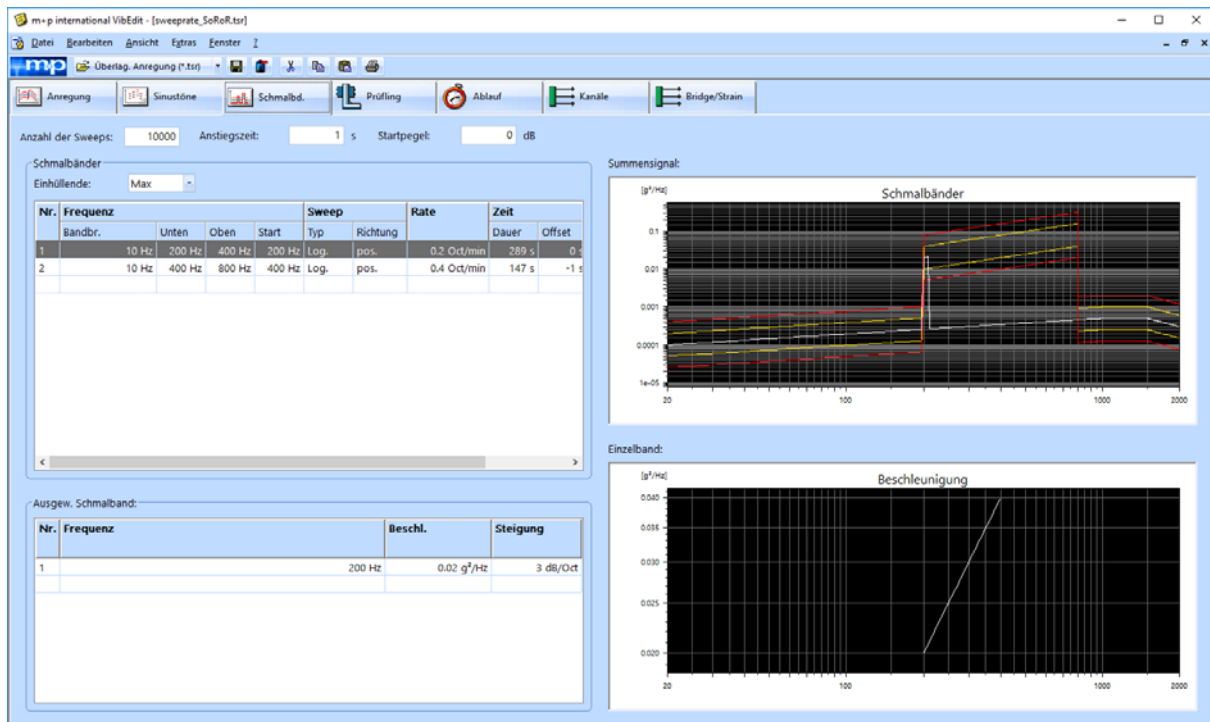 m+p international VibEdit - [sweeprate_SoRoR.tsr]
Datei Bearbeiten Ansicht Extras Fenster ?
mp Überlag. Anregung (*.tsr)
Anregung Sinustöne Schmalbd. Prüfling Ablauf Kanäle Bridge/Strain
Anzahl der Sweeps: 10000 Anstiegszeit: 1 s Startpegel: 0 dB
Schmalbänder
Einhüllende: Max
Nr. Frequenz Sweep Rate Zeit
Bandbr. Unten Oben Start Typ Richtung Dauer Offset
1 10 Hz 200 Hz 400 Hz 200 Hz Log. pos. 0.2 Oct/min 289 s 0 s
2 10 Hz 400 Hz 800 Hz 400 Hz Log. pos. 0.4 Oct/min 147 s -1 s
Ausgew. Schmalband:
Nr. Frequenz Beschl. Steigung
1 200 Hz 0.02 g²/Hz 3 dB/Oct
Summensignal:
[g²/Hz]
Schmalbänder
0.1
0.01
0.001
0.0001
1e-05
20 100 1000 2000
Einzelband:
[g²/Hz]
Beschleunigung
0.040
0.035
0.030
0.025
0.020
20 100 1000 2000